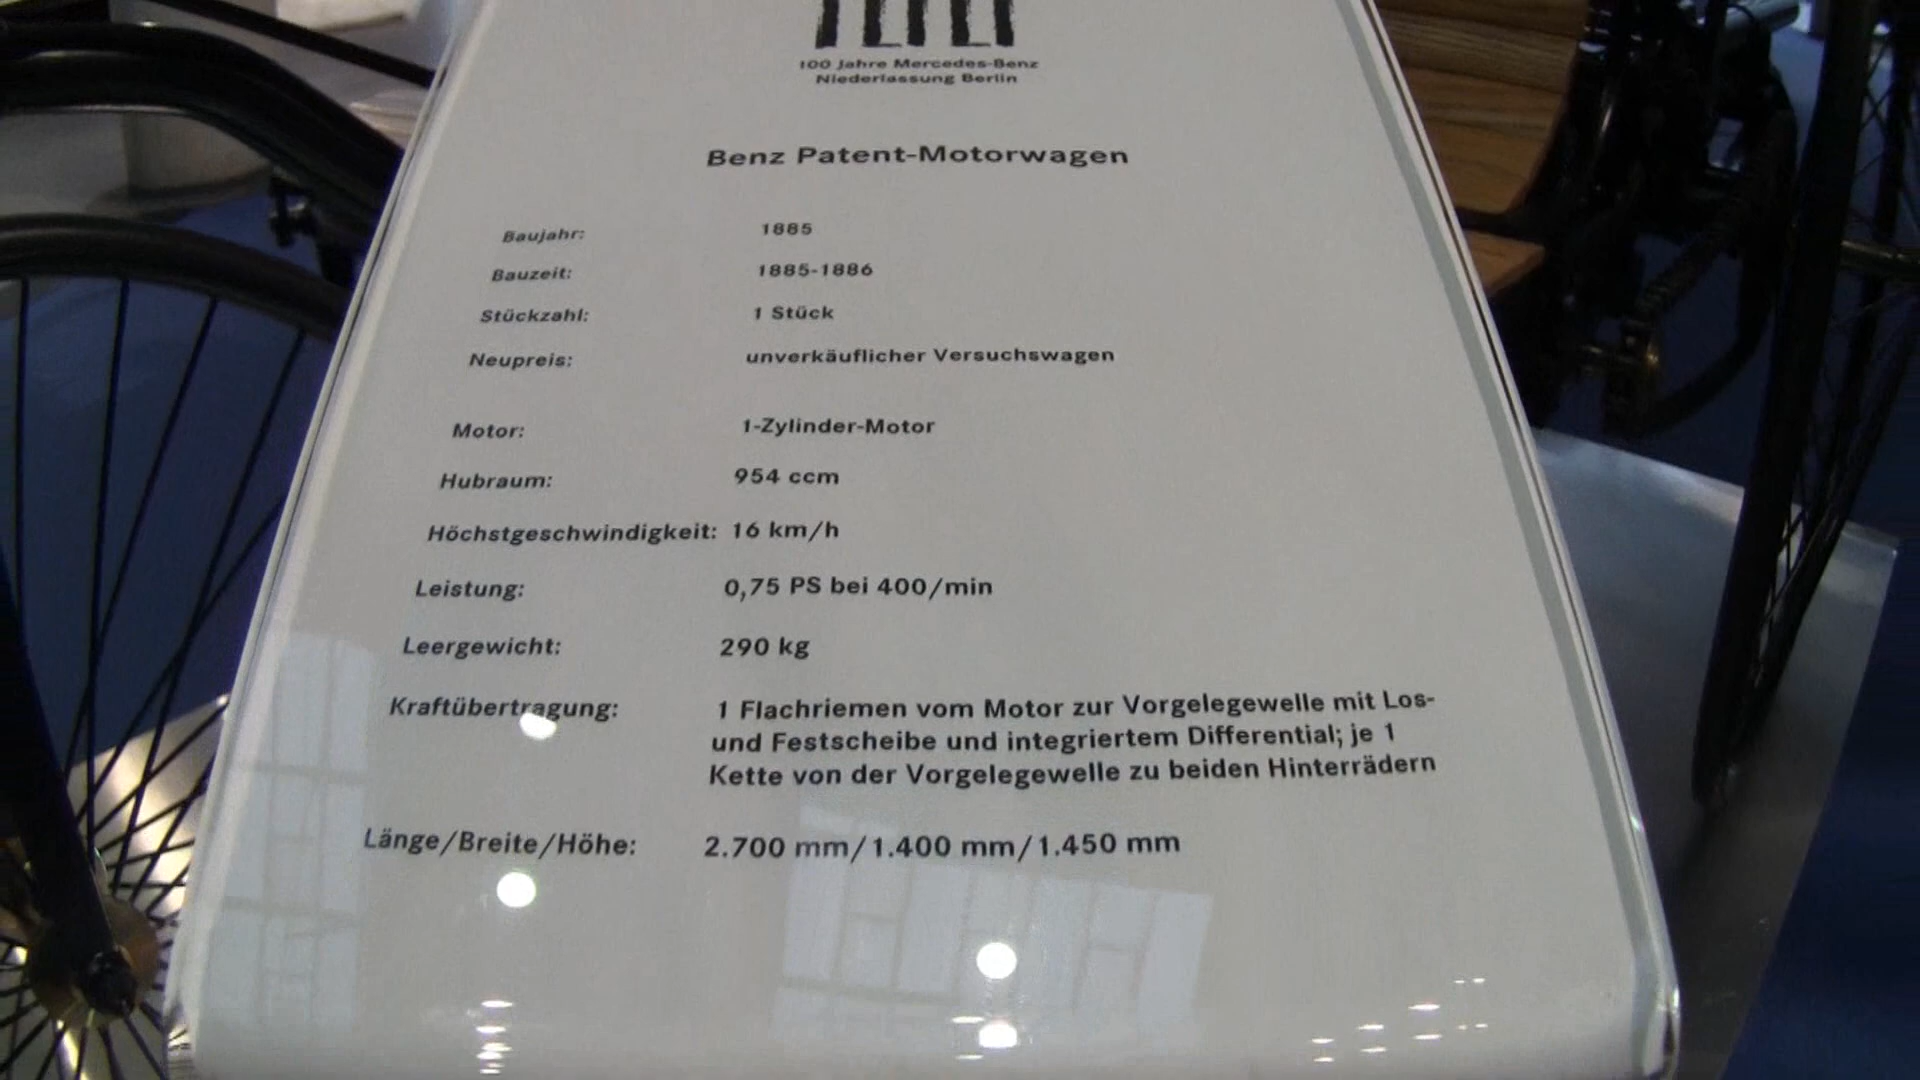 100 Jahre Mercedes-Benz
Niederlassung Berlin
Benz Patent-Motorwagen
Baujahr: 1885
Bauzeit: 1885-1886
Stückzahl: 1 Stück
Neupreis: unverkäuflicher Versuchswagen
Motor: 1-Zylinder-Motor
Hubraum: 954 ccm
Höchstgeschwindigkeit: 16 km/h
Leistung: 0,75 PS bei 400/min
Leergewicht: 290 kg
Kraftübertragung: 1 Flachriemen vom Motor zur Vorgelegewelle mit Los-
und Festscheibe und integriertem Differential; je 1
Kette von der Vorgelegewelle zu beiden Hinterrädern
Länge/Breite/Höhe: 2.700 mm/1.400 mm/1.450 mm